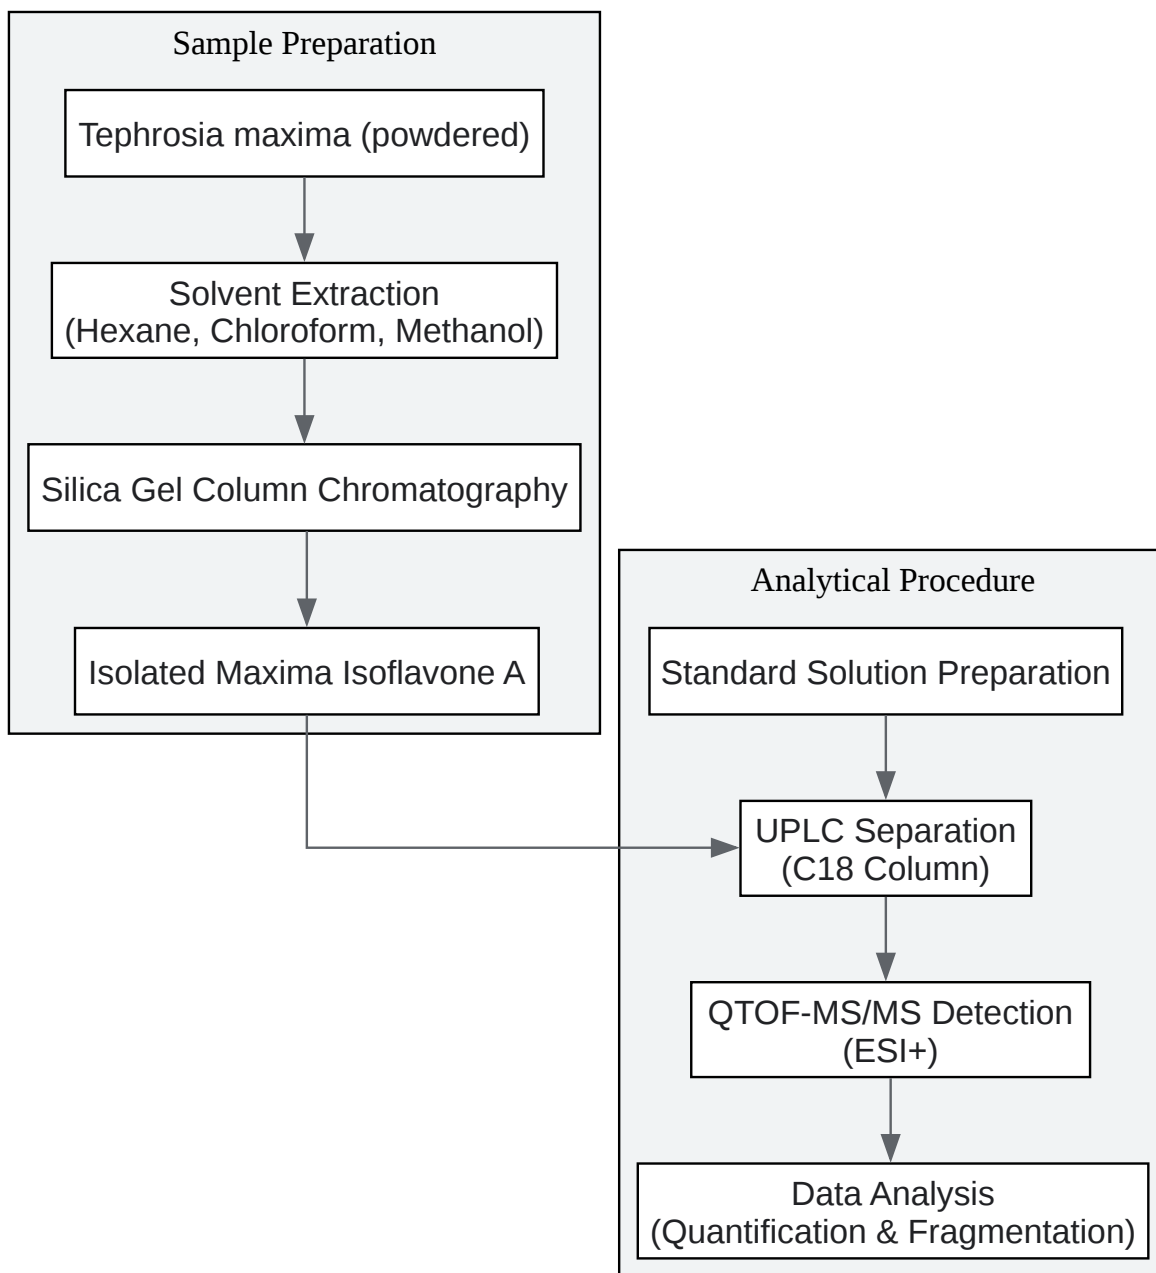 Sample Preparation
Tephrosia maxima (powdered)
Solvent Extraction
(Hexane, Chloroform, Methanol)
Silica Gel Column Chromatography
Isolated Maxima Isoflavone A
Analytical Procedure
Standard Solution Preparation
UPLC Separation
(C18 Column)
QTOF-MS/MS Detection
(ESI+)
Data Analysis
(Quantification & Fragmentation)